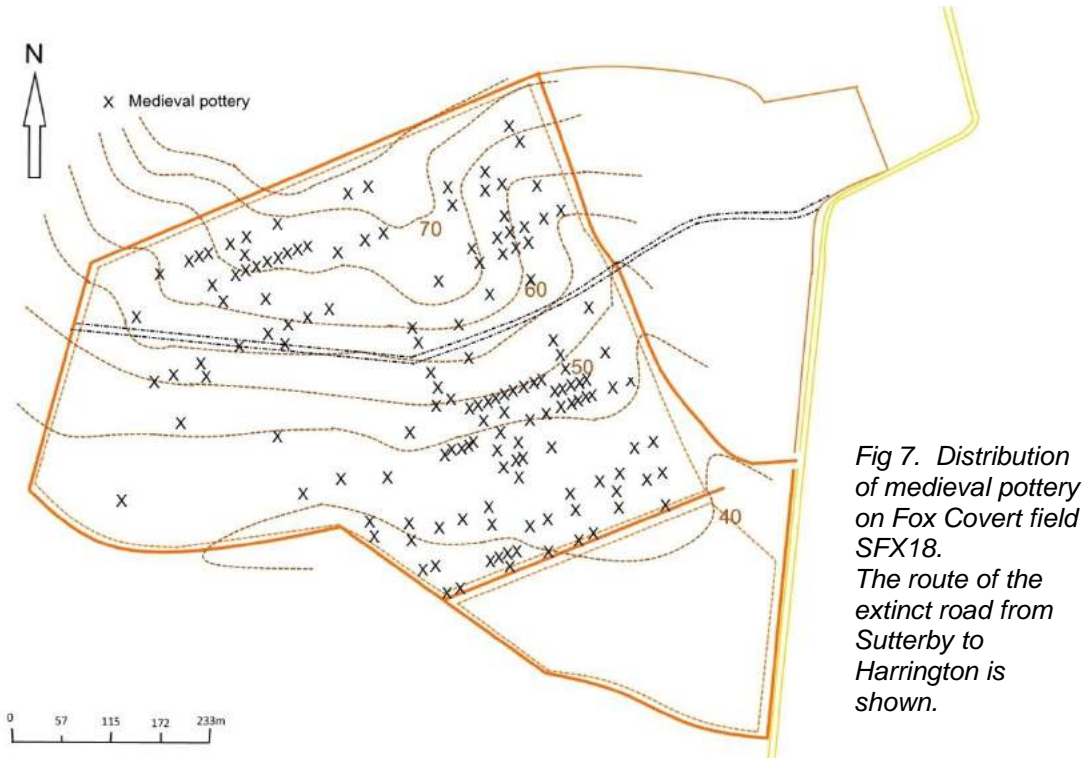 N
X Medieval pottery
70
60
50
40
Fig 7. Distribution
of medieval pottery
on Fox Covert field
SFX18.
The route of the
extinct road from
Sutterby to
Harrington is
shown.
0 57 115 172 233m